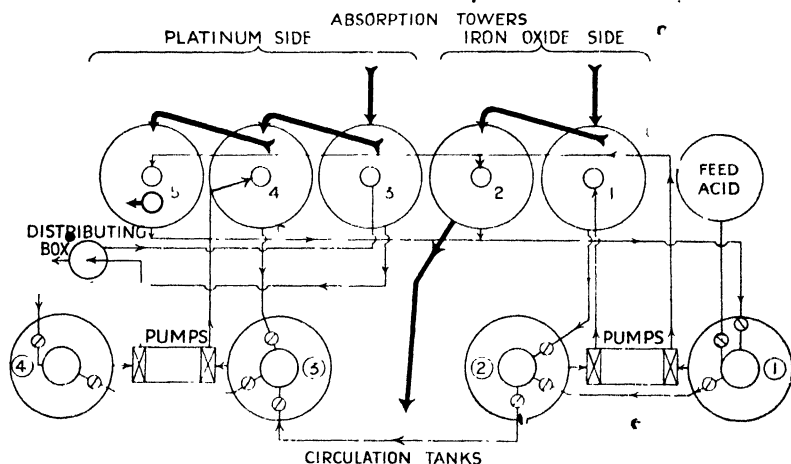 ABSORPTION TOWERS
PLATINUM SIDE
IRON OXIDE SIDE
5
4
3
2
1
FEED
ACID
DISTRIBUTING
BOX
PUMPS
PUMPS
4
3
2
1
CIRCULATION TANKS